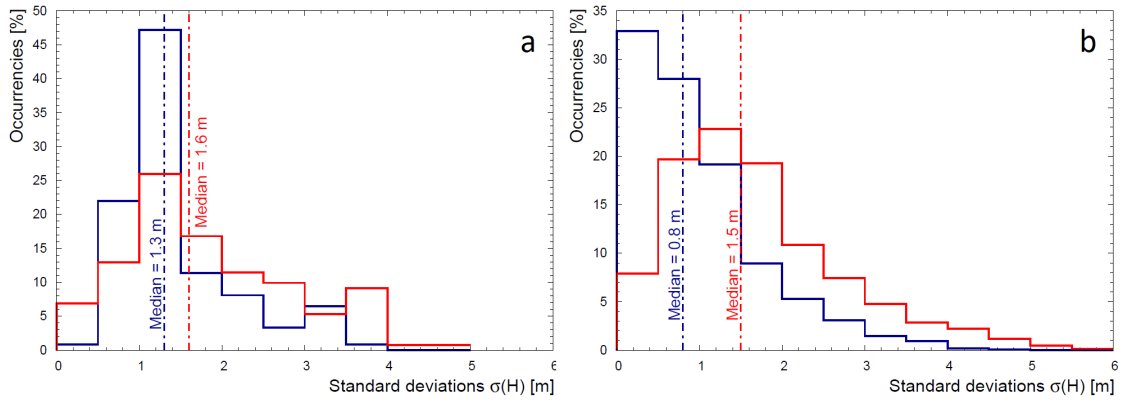 Occurrencies [%]
50
45
40
35
30
25
20
15
10
5
0
a
Median = 1.3 m
Median = 1.6 m
0 1 2 3 4 5 6
Standard deviations σ(H) [m]
Occurrencies [%]
35
30
25
20
15
10
5
0
b
Median = 0.8 m
Median = 1.5 m
0 1 2 3 4 5 6
Standard deviations σ(H) [m]